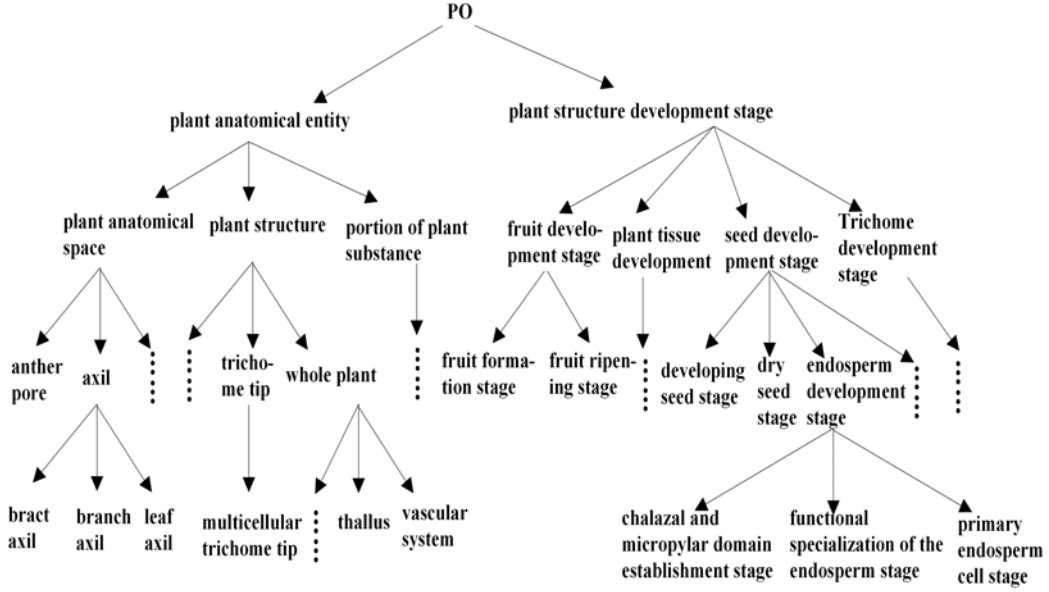 PO
plant anatomical entity
plant structure development stage
plant anatomical
space
plant structure
portion of plant
substance
fruit develo-
pment stage
plant tissue
development
seed develo-
pment stage
Trichome
development
stage
anther
pore
axil
tricho-
me tip
whole plant
fruit forma-
tion stage
fruit ripen-
ing stage
developing
seed stage
dry
seed
stage
endosperm
development
stage
bract
axil
branch
axil
leaf
axil
multicellular
trichome tip
thallus
vascular
system
chalazal and
micropylar domain
establishment stage
functional
specialization of the
endosperm stage
primary
endosperm
cell stage